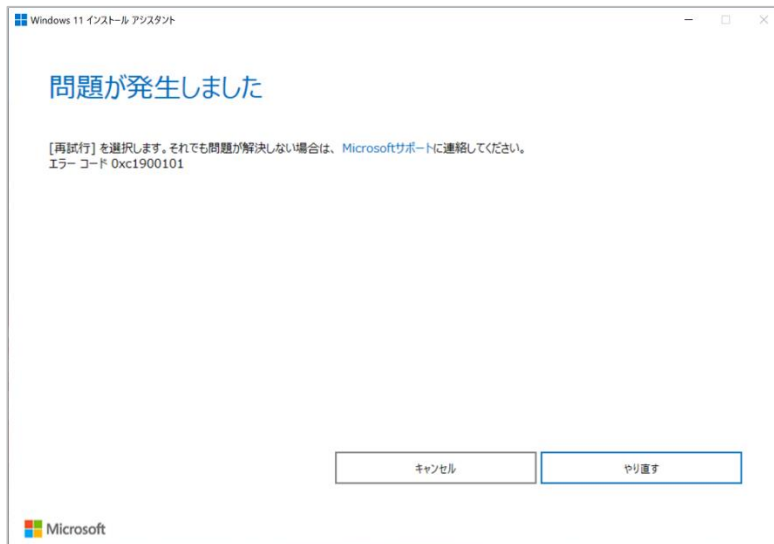 Windows 11 インストール アシスタント
問題が発生しました
[再試行] を選択します。それでも問題が解決しない場合は、 Microsoftサポートに連絡してください。
エラー コード 0xc1900101
キャンセル
やり直す
Microsoft